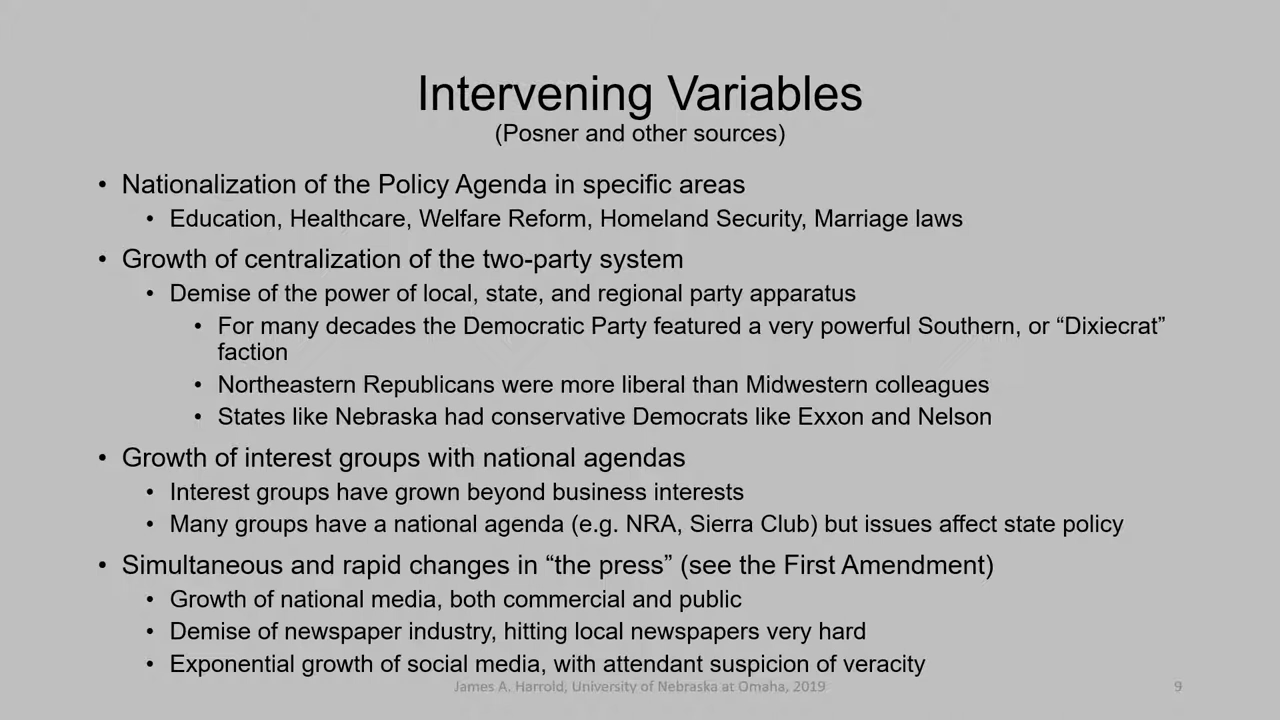 Intervening Variables
(Posner and other sources)
• Nationalization of the Policy Agenda in specific areas
• Education, Healthcare, Welfare Reform, Homeland Security, Marriage laws
• Growth of centralization of the two-party system
• Demise of the power of local, state, and regional party apparatus
• For many decades the Democratic Party featured a very powerful Southern, or “Dixiecrat”
faction
• Northeastern Republicans were more liberal than Midwestern colleagues
• States like Nebraska had conservative Democrats like Exxon and Nelson
• Growth of interest groups with national agendas
• Interest groups have grown beyond business interests
• Many groups have a national agenda (e.g. NRA, Sierra Club) but issues affect state policy
• Simultaneous and rapid changes in “the press” (see the First Amendment)
• Growth of national media, both commercial and public
• Demise of newspaper industry, hitting local newspapers very hard
• Exponential growth of social media, with attendant suspicion of veracity
James A. Harrold, University of Nebraska at Omaha, 2019
9